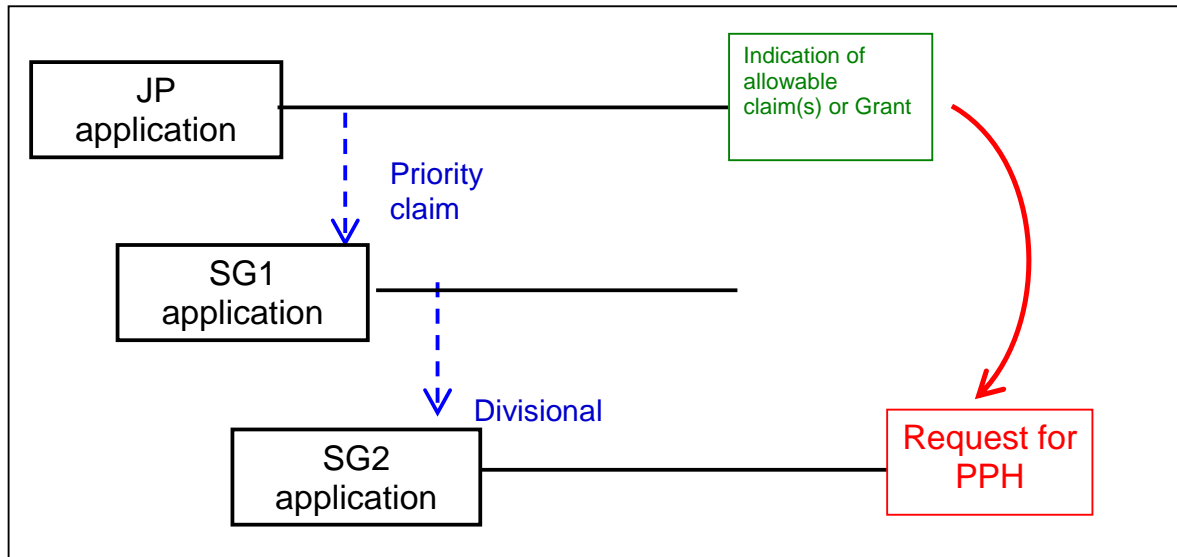 JP
application
Indication of
allowable
claim(s) or Grant
Priority
claim
SG1
application
Divisional
SG2
application
Request for
PPH